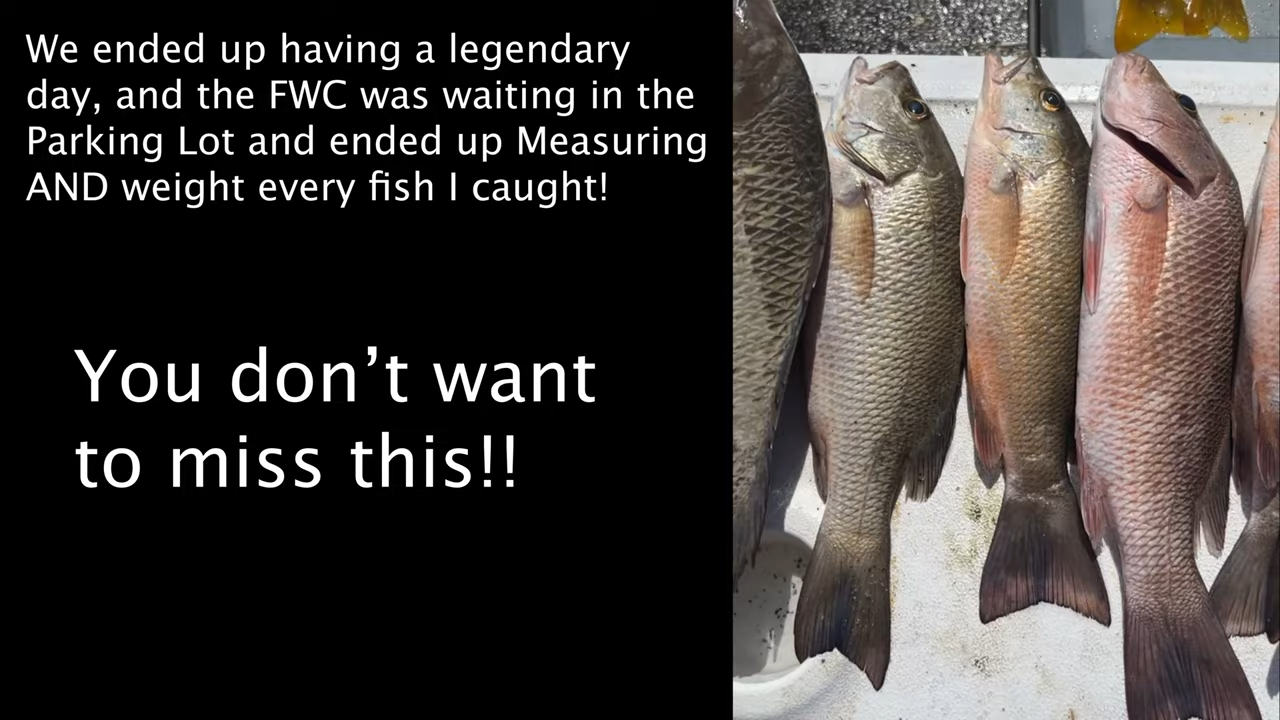 We ended up having a legendary
day, and the FWC was waiting in the
Parking Lot and ended up Measuring
AND weight every fish I caught!
You don’t want
to miss this!!